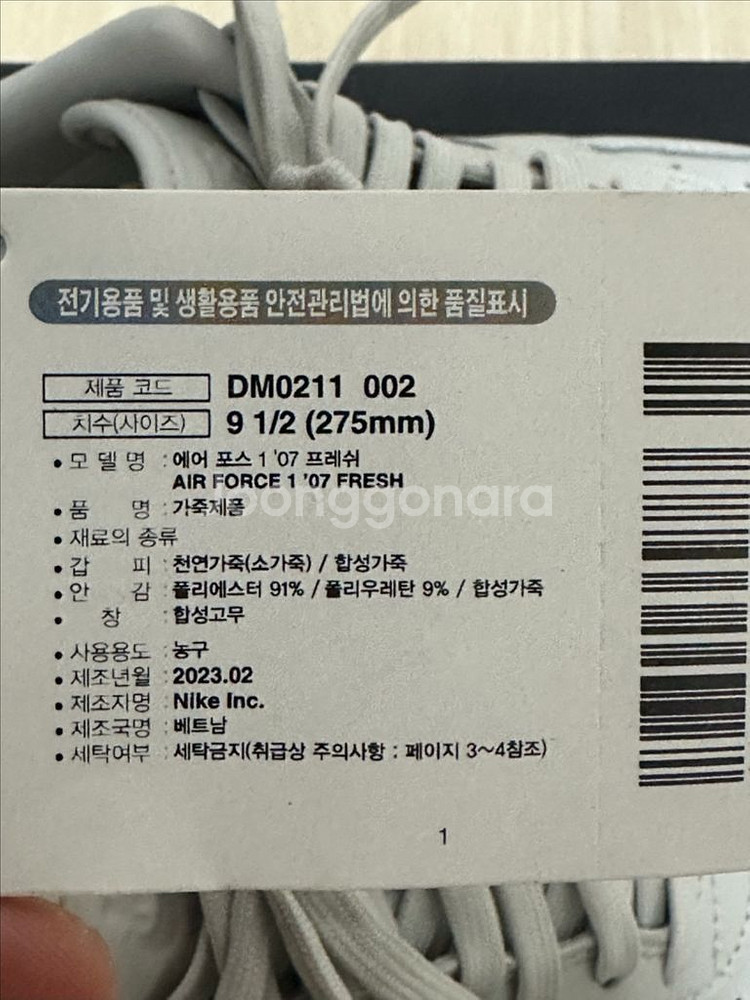 전기용품 및 생활용품 안전관리법에 의한 품질표시
제품 코드 DM0211 002
치수(사이즈) 9 1/2 (275mm)
• 모 델 명 : 에어 포스 1 '07 프레쉬
AIR FORCE 1 '07 FRESH
• 품 명 : 가죽제품
• 재료의 종류
• 갑 피 : 천연가죽(소가죽) / 합성가죽
• 안 감 : 폴리에스터 91% / 폴리우레탄 9% / 합성가죽
• 창 : 합성고무
• 사용용도 : 농구
• 제조년월 : 2023.02
• 제조자명 : Nike Inc.
• 제조국명 : 베트남
• 세탁여부 : 세탁금지(취급상 주의사항 : 페이지 3~4참조)
1
joonggonara